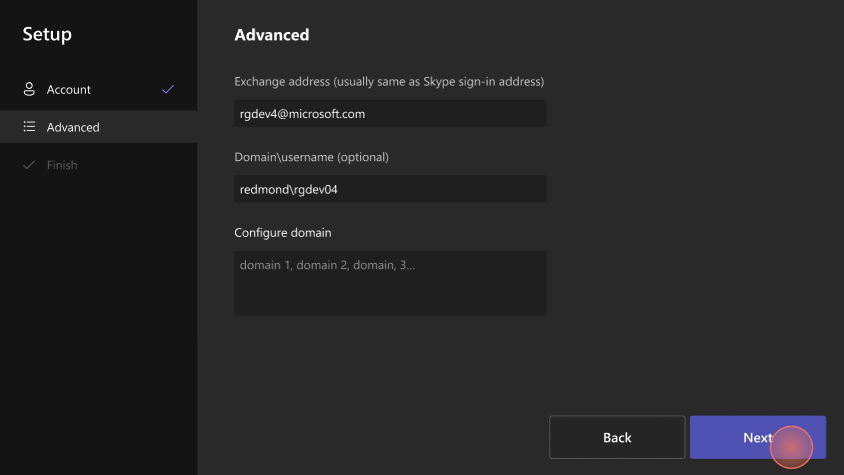 Setup
Account
Advanced
Finish
Advanced
Exchange address (usually same as Skype sign-in address)
rgdev4@microsoft.com
Domain\username (optional)
redmond\rgdev04
Configure domain
domain 1, domain 2, domain, 3...
Back
Next